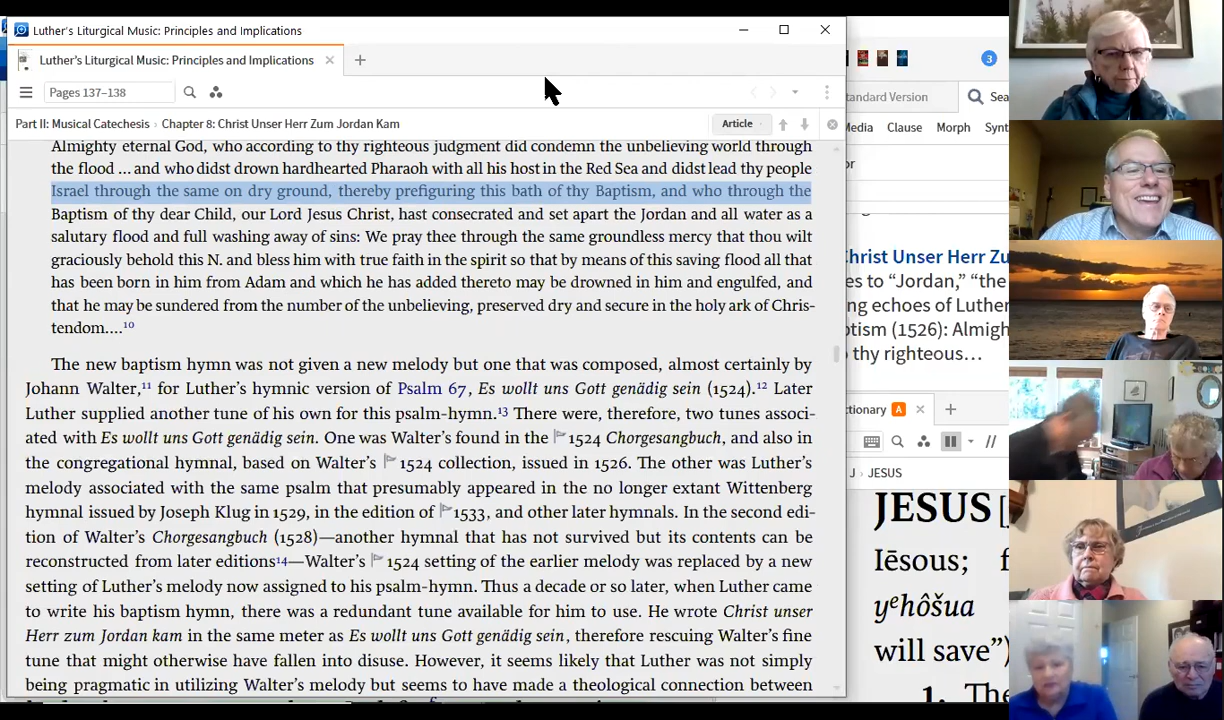 Luther's Liturgical Music: Principles and Implications
Luther's Liturgical Music: Principles and Implications
Pages 137–138
Part II: Musical Catechesis › Chapter 8: Christ Unser Herr Zum Jordan Kam
Article
Almighty eternal God, who according to thy righteous judgment did condemn the unbelieving world through
the flood … and who didst drown hardhearted Pharaoh with all his host in the Red Sea and didst lead thy people
Israel through the same on dry ground, thereby prefiguring this bath of thy Baptism, and who through the
Baptism of thy dear Child, our Lord Jesus Christ, hast consecrated and set apart the Jordan and all water as a
salutary flood and full washing away of sins: We pray thee through the same groundless mercy that thou wilt
graciously behold this N. and bless him with true faith in the spirit so that by means of this saving flood all that
has been born in him from Adam and which he has added thereto may be drowned in him and engulfed, and
that he may be sundered from the number of the unbelieving, preserved dry and secure in the holy ark of Chris-
tendom.…10
The new baptism hymn was not given a new melody but one that was composed, almost certainly by
Johann Walter,11 for Luther's hymnic version of Psalm 67, Es wollt uns Gott genädig sein (1524).12 Later
Luther supplied another tune of his own for this psalm-hymn.13 There were, therefore, two tunes associ-
ated with Es wollt uns Gott genädig sein. One was Walter's found in the 1524 Chorgesangbuch, and also in
the congregational hymnal, based on Walter's 1524 collection, issued in 1526. The other was Luther's
melody associated with the same psalm that presumably appeared in the no longer extant Wittenberg
hymnal issued by Joseph Klug in 1529, in the edition of 1533, and other later hymnals. In the second edi-
tion of Walter's Chorgesangbuch (1528)—another hymnal that has not survived but its contents can be
reconstructed from later editions14—Walter's 1524 setting of the earlier melody was replaced by a new
setting of Luther's melody now assigned to his psalm-hymn. Thus a decade or so later, when Luther came
to write his baptism hymn, there was a redundant tune available for him to use. He wrote Christ unser
Herr zum Jordan kam in the same meter as Es wollt uns Gott genädig sein, therefore rescuing Walter's fine
tune that might otherwise have fallen into disuse. However, it seems likely that Luther was not simply
being pragmatic in utilizing Walter's melody but seems to have made a theological connection between
3
tandard Version
Sea
Media Clause Morph Synt
or
Christ Unser Herr Zu
es to “Jordan,” “the
ng echoes of Luther
ptism (1526): Almigh
o thy righteous…
ctionary A
J › JESUS
JESUS [
Iēsous; f
yehôšua
will save”)
1. The